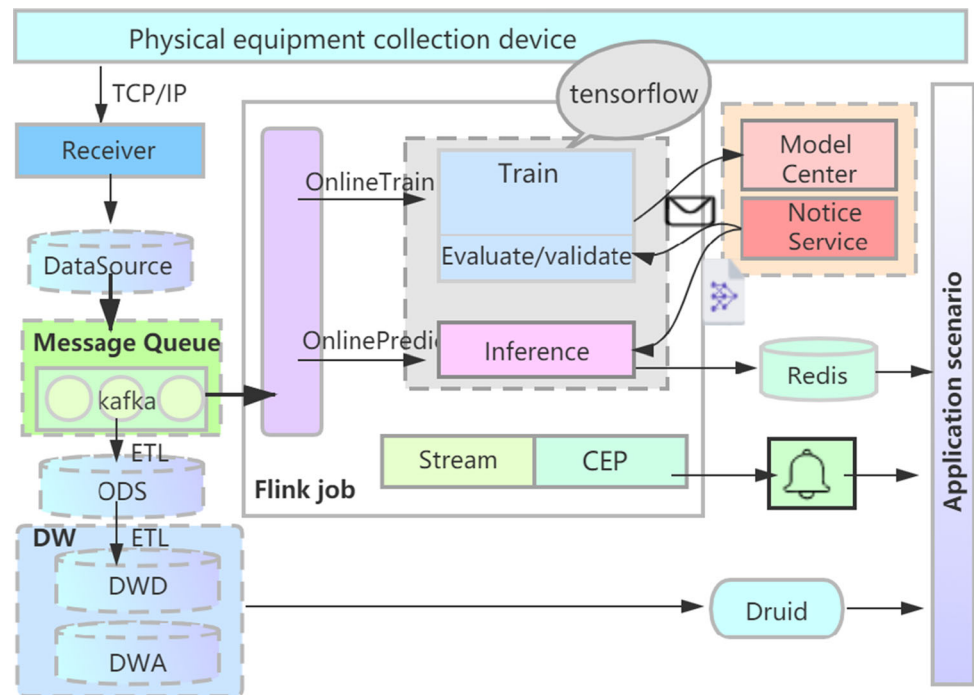 Physical equipment collection device
TCP/IP
Receiver
DataSource
Message Queue
kafka
ETL
ODS
DW
ETL
DWD
DWA
tensorflow
OnlineTrain
Train
Evaluate/validate
OnlinePredic
Inference
Stream
CEP
Flink job
Model
Center
Notice
Service
Redis
Druid
Application scenario